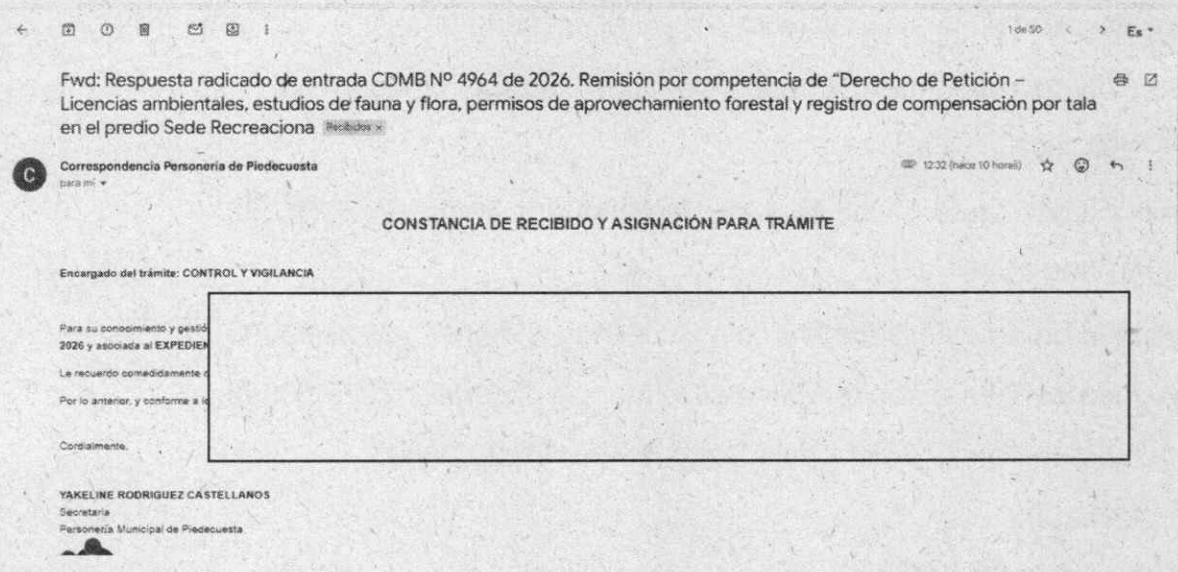 1 de 50
Es
Fwd: Respuesta radicado de entrada CDMB Nº 4964 de 2026. Remisión por competencia de "Derecho de Petición –
Licencias ambientales, estudios de fauna y flora, permisos de aprovechamiento forestal y registro de compensación por tala
en el predio Sede Recreaciona Recibidos ×
C
Correspondencia Personería de Piedecuesta
12:32 (hace 10 horas)
para mí
CONSTANCIA DE RECIBIDO Y ASIGNACIÓN PARA TRÁMITE
Encargado del trámite: CONTROL Y VIGILANCIA
Para su conocimiento y gestió
2026 y asociada al EXPEDIEN
Le recuerdo comedidamente
Por lo anterior, y conforme a lo
Cordialmente,
YAKELINE RODRIGUEZ CASTELLANOS
Secretaria
Personería Municipal de Piedecuesta